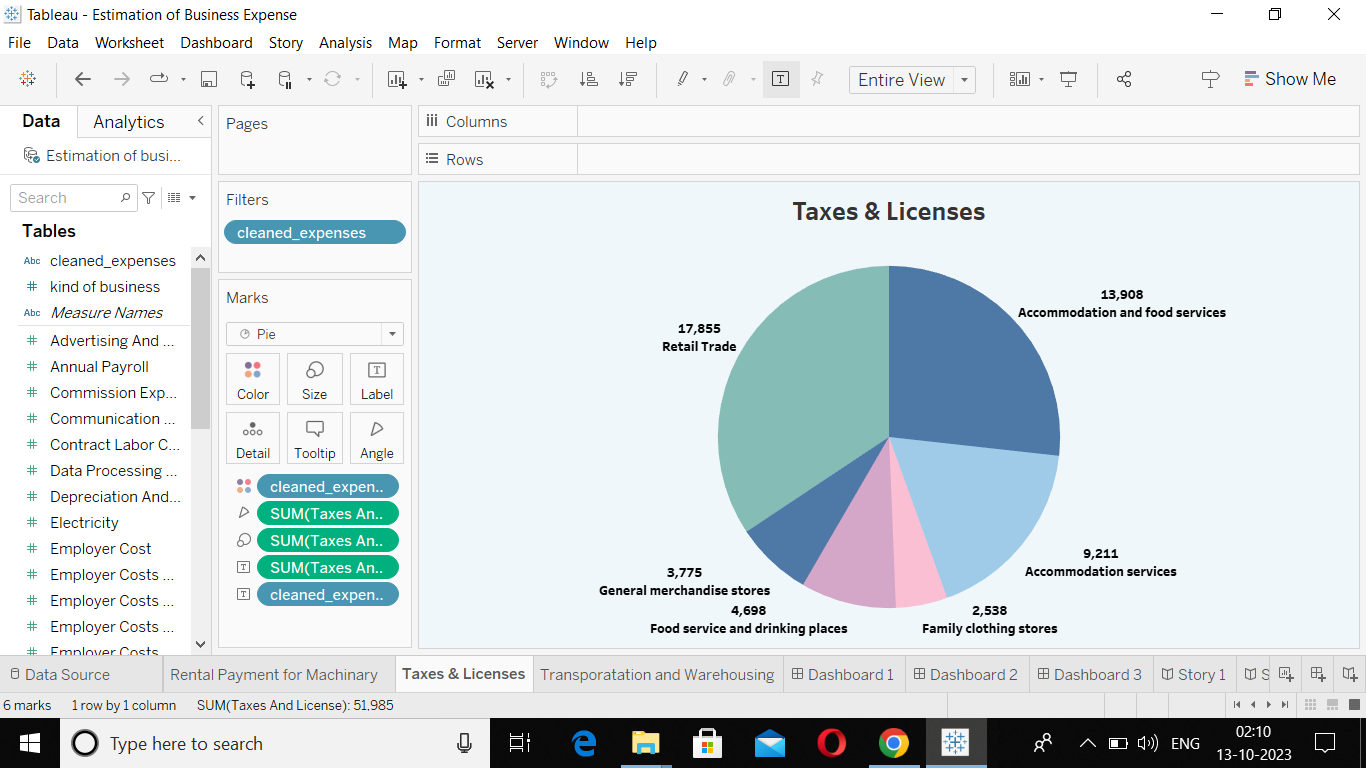 Tableau - Estimation of Business Expense
File Data Worksheet Dashboard Story Analysis Map Format Server Window Help
Entire View
Show Me
Data
Analytics
Estimation of busi...
Search
Tables
Abc cleaned_expenses
# kind of business
Abc Measure Names
# Advertising And ...
# Annual Payroll
# Commission Exp...
# Communication ...
# Contract Labor C...
# Data Processing ...
# Depreciation And...
# Electricity
# Employer Cost
# Employer Costs ...
# Employer Costs ...
# Employer Costs ...
# Employer Costs
Pages
Filters
cleaned_expenses
Marks
Pie
Color Size Label
Detail Tooltip Angle
cleaned_expen..
SUM(Taxes An..
SUM(Taxes An..
SUM(Taxes An..
cleaned_expen..
Columns
Rows
Taxes & Licenses
13,908
Accommodation and food services
17,855
Retail Trade
9,211
Accommodation services
3,775
General merchandise stores
4,698
Food service and drinking places
2,538
Family clothing stores
Data Source Rental Payment for Machinery Taxes & Licenses Transporatation and Warehousing Dashboard 1 Dashboard 2 Dashboard 3 Story 1 S
6 marks 1 row by 1 column SUM(Taxes And License): 51,985
Type here to search
ENG
02:10
13-10-2023